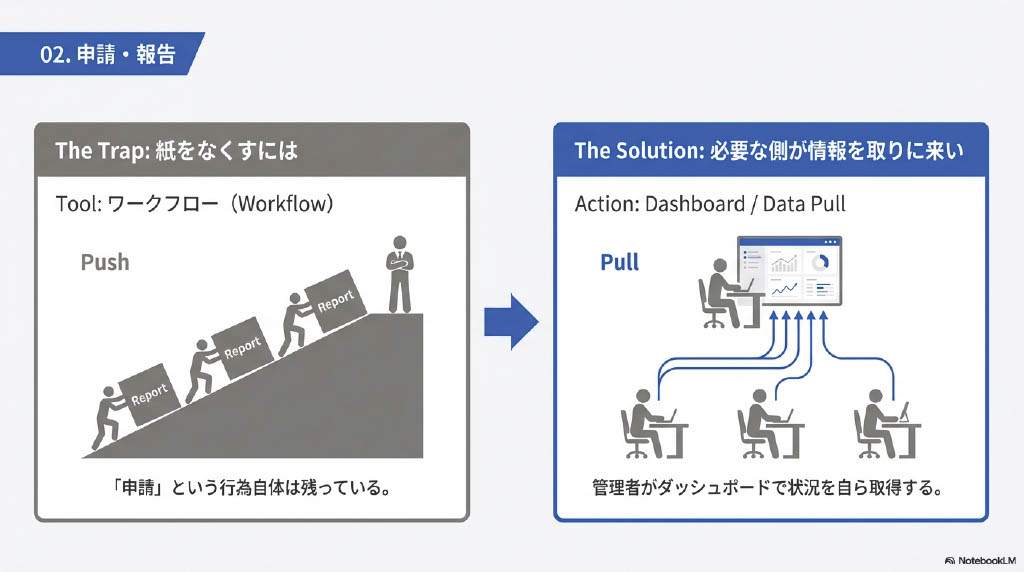 02. 申請・報告
The Trap: 紙をなくすには
Tool: ワークフロー（Workflow）
Push
Report
Report
Report
「申請」という行為自体は残っている。
The Solution: 必要な側が情報を取りに来い
Action: Dashboard / Data Pull
Pull
管理者がダッシュボードで状況を自ら取得する。
NotebookLM